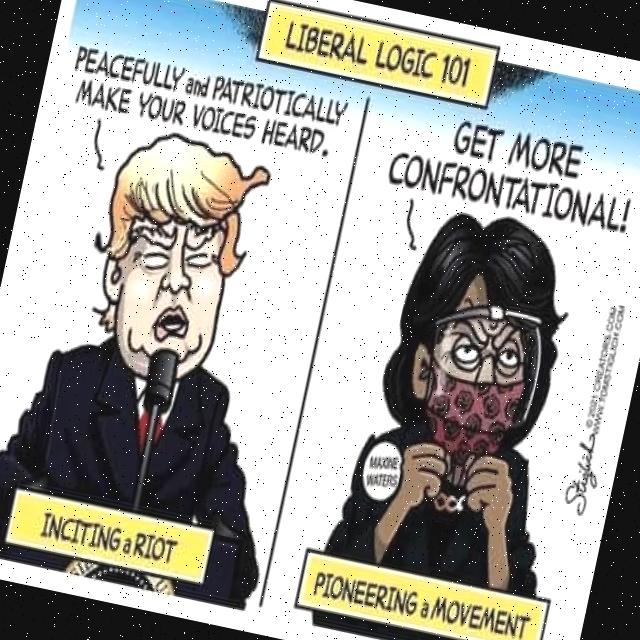 LIBERAL LOGIC 101
PEACEFULLY and PATRIOTICALLY
MAKE YOUR VOICES HEARD.
GET MORE
CONFRONTATIONAL!
MAXINE
WATERS
INCITING a RIOT
PIONEERING a MOVEMENT